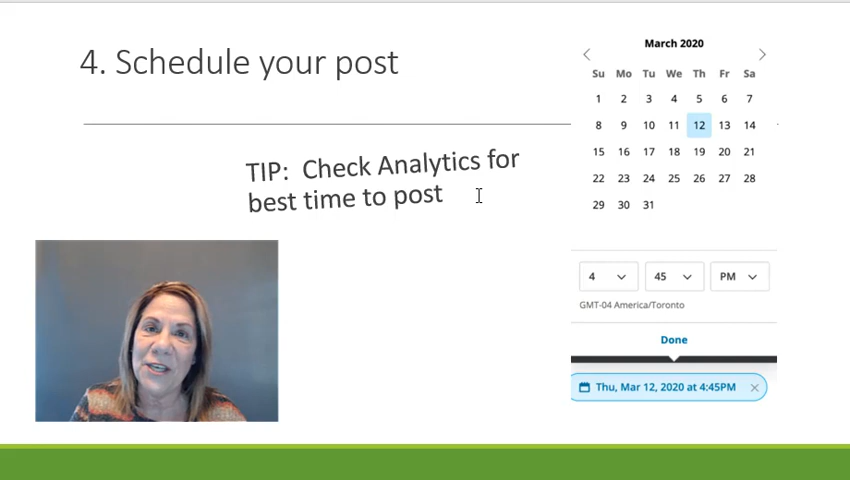 4. Schedule your post
TIP: Check Analytics for
best time to post
March 2020
Su Mo Tu We Th Fr Sa
1 2 3 4 5 6 7
8 9 10 11 12 13 14
15 16 17 18 19 20 21
22 23 24 25 26 27 28
29 30 31
4 45 PM
GMT-04 America/Toronto
Done
Thu, Mar 12, 2020 at 4:45PM